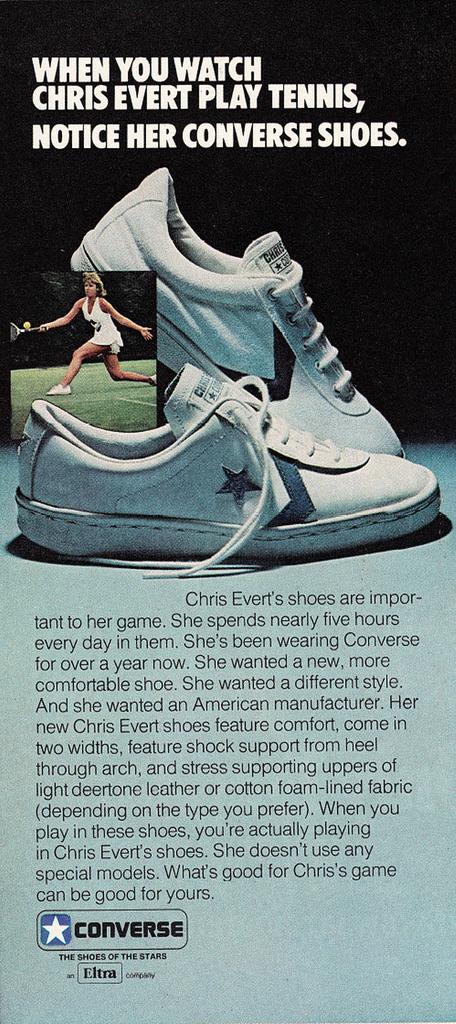 WHEN YOU WATCH
CHRIS EVERT PLAY TENNIS,
NOTICE HER CONVERSE SHOES.
CHRIS
CHRIS
Chris Evert's shoes are impor-
tant to her game. She spends nearly five hours
every day in them. She's been wearing Converse
for over a year now. She wanted a new, more
comfortable shoe. She wanted a different style.
And she wanted an American manufacturer. Her
new Chris Evert shoes feature comfort, come in
two widths, feature shock support from heel
through arch, and stress supporting uppers of
light deertone leather or cotton foam-lined fabric
(depending on the type you prefer). When you
play in these shoes, you're actually playing
in Chris Evert's shoes. She doesn't use any
special models. What's good for Chris's game
can be good for yours.
CONVERSE
THE SHOES OF THE STARS
an Eltra company